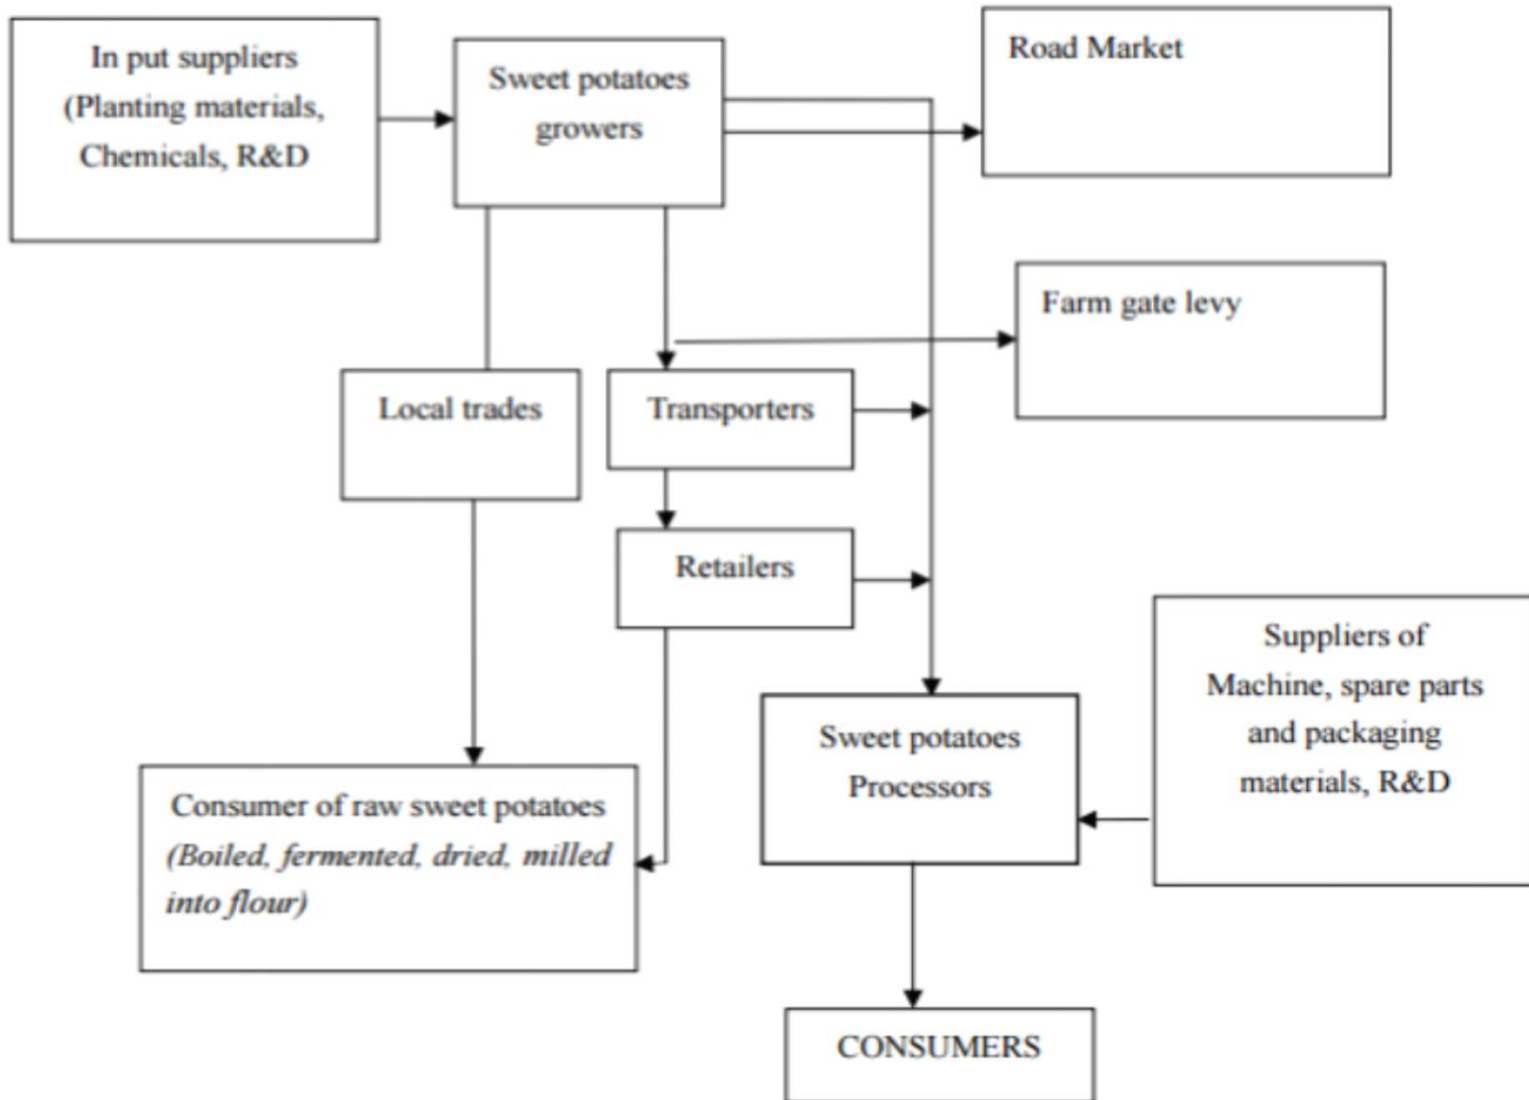 In put suppliers
(Planting materials,
Chemicals, R&D
Sweet potatoes
growers
Road Market
Farm gate levy
Local trades
Transporters
Retailers
Suppliers of
Machine, spare parts
and packaging
materials, R&D
Sweet potatoes
Processors
Consumer of raw sweet potatoes
(Boiled, fermented, dried, milled
into flour)
CONSUMERS